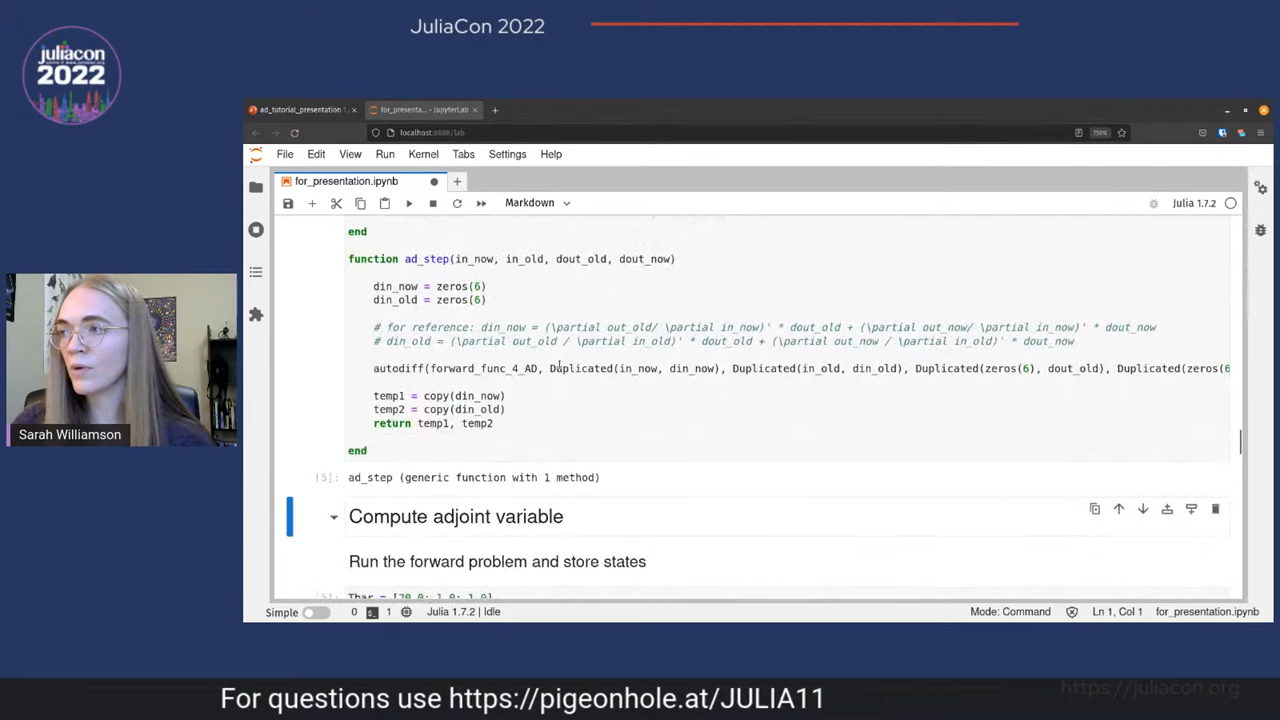 JuliaCon 2022
juliacon
2022
ad_tutorial_presentation
for_presenta... - JupyterLab
localhost:8888/lab
150%
File Edit View Run Kernel Tabs Settings Help
for_presentation.ipynb
Markdown
Julia 1.7.2
end
function ad_step(in_now, in_old, dout_old, dout_now)
din_now = zeros(6)
din_old = zeros(6)
# for reference: din_now = (\partial out_old/ \partial in_now)' * dout_old + (\partial out_now/ \partial in_now)' * dout_now
# din_old = (\partial out_old / \partial in_old)' * dout_old + (\partial out_now / \partial in_old)' * dout_now
autodiff(forward_func_4_AD, Duplicated(in_now, din_now), Duplicated(in_old, din_old), Duplicated(zeros(6), dout_old), Duplicated(zeros(6
temp1 = copy(din_now)
temp2 = copy(din_old)
return temp1, temp2
end
[5]: ad_step (generic function with 1 method)
Compute adjoint variable
Run the forward problem and store states
Sarah Williamson
Simple 0 1 Julia 1.7.2 | Idle Mode: Command Ln 1, Col 1 for_presentation.ipynb
https://juliacon.org
For questions use https://pigeonhole.at/JULIA11